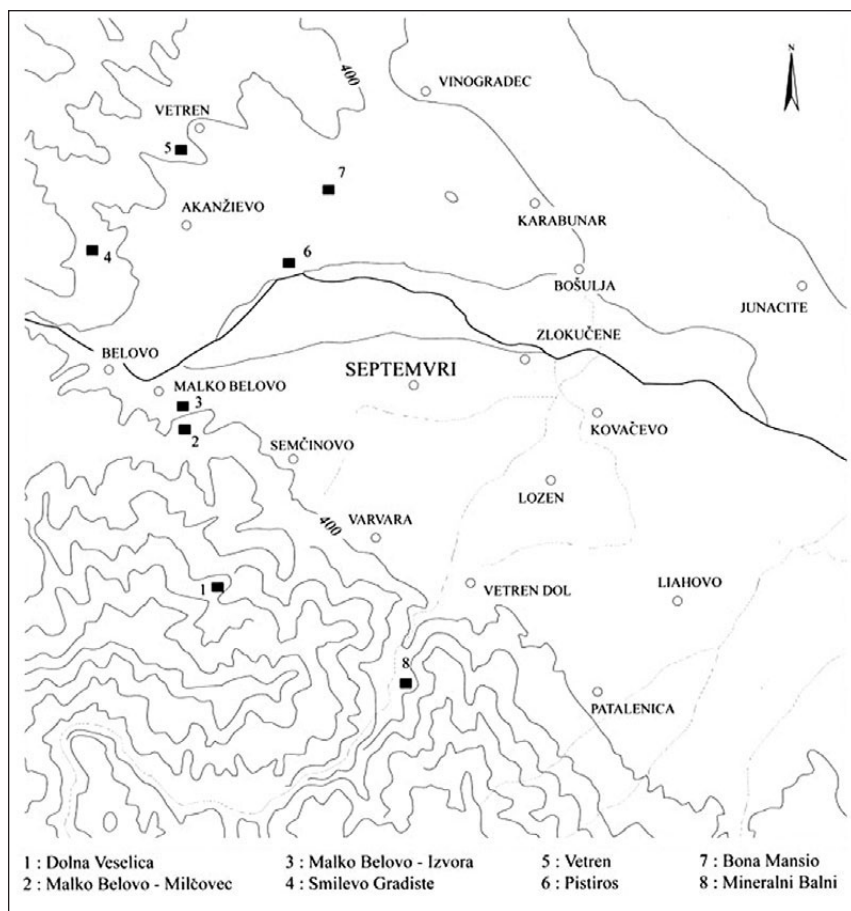 N
400
VINOGRADEC
VETREN
5
7
AKANŽIEVO
KARABUNAR
4
6
BOŠULJA
JUNACITE
ZLOKUČENE
BELOVO
SEPTEMVRI
MALKO BELOVO
3
KOVAČEVO
2
SEMČINOVO
LOZEN
400
VARVARA
1
VETREN DOL
LIAHOVO
8
PATALENICA
1 : Dolna Veselica
2 : Malko Belovo - Milčovec
3 : Malko Belovo - Izvora
4 : Smilevo Gradiste
5 : Vetren
6 : Pistiros
7 : Bona Mansio
8 : Mineralni Balni